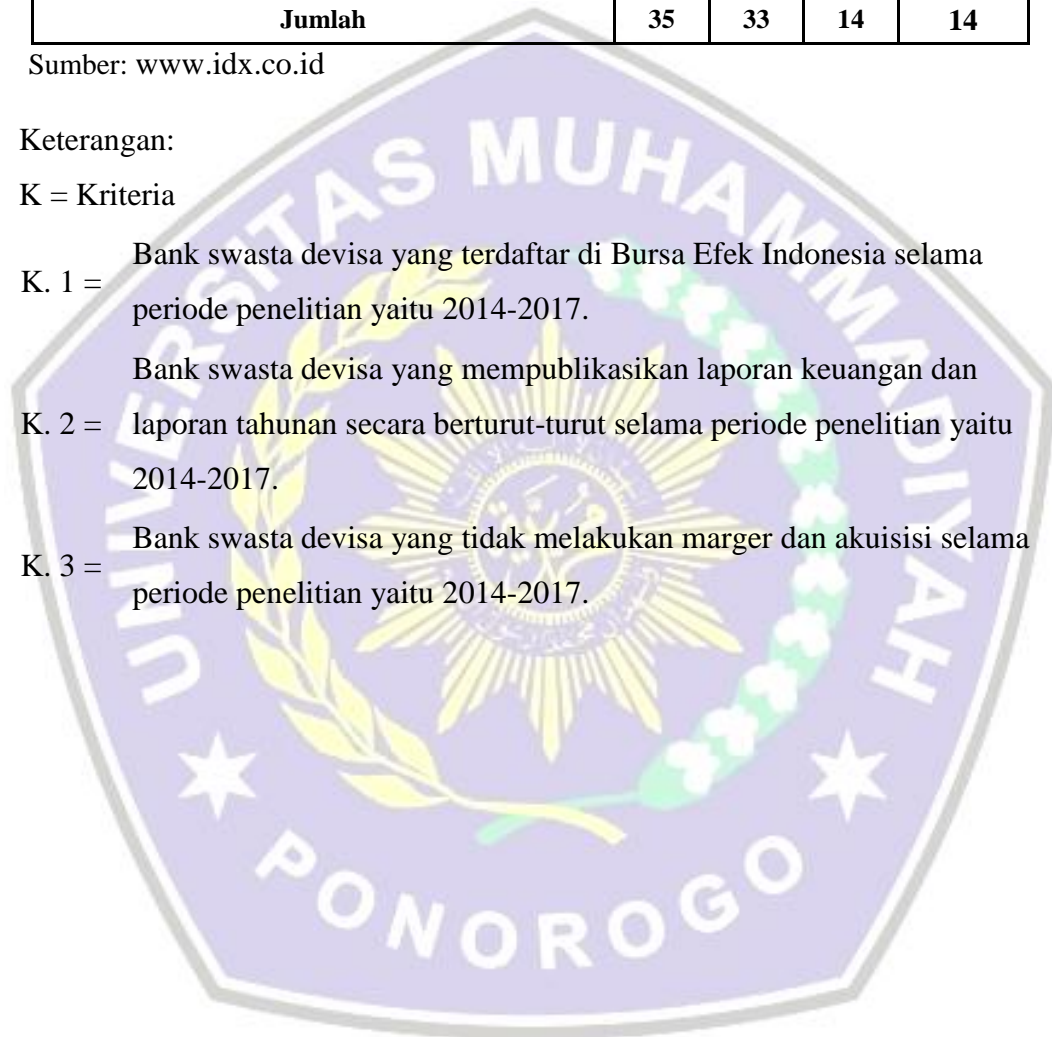 Jumlah 35 33 14 14
Sumber: www.idx.co.id
Keterangan:
K = Kriteria
K. 1 = Bank swasta devisa yang terdaftar di Bursa Efek Indonesia selama
periode penelitian yaitu 2014-2017.
Bank swasta devisa yang mempublikasikan laporan keuangan dan
K. 2 = laporan tahunan secara berturut-turut selama periode penelitian yaitu
2014-2017.
K. 3 = Bank swasta devisa yang tidak melakukan marger dan akuisisi selama
periode penelitian yaitu 2014-2017.
UNIVERSITAS MUHAMMADIYAH
PONOROGO